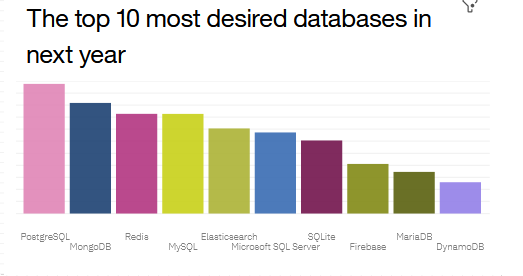 The top 10 most desired databases in
next year
PostgreSQL
MongoDB
Redis
MySQL
Elasticsearch
Microsoft SQL Server
SQLite
Firebase
MariaDB
DynamoDB